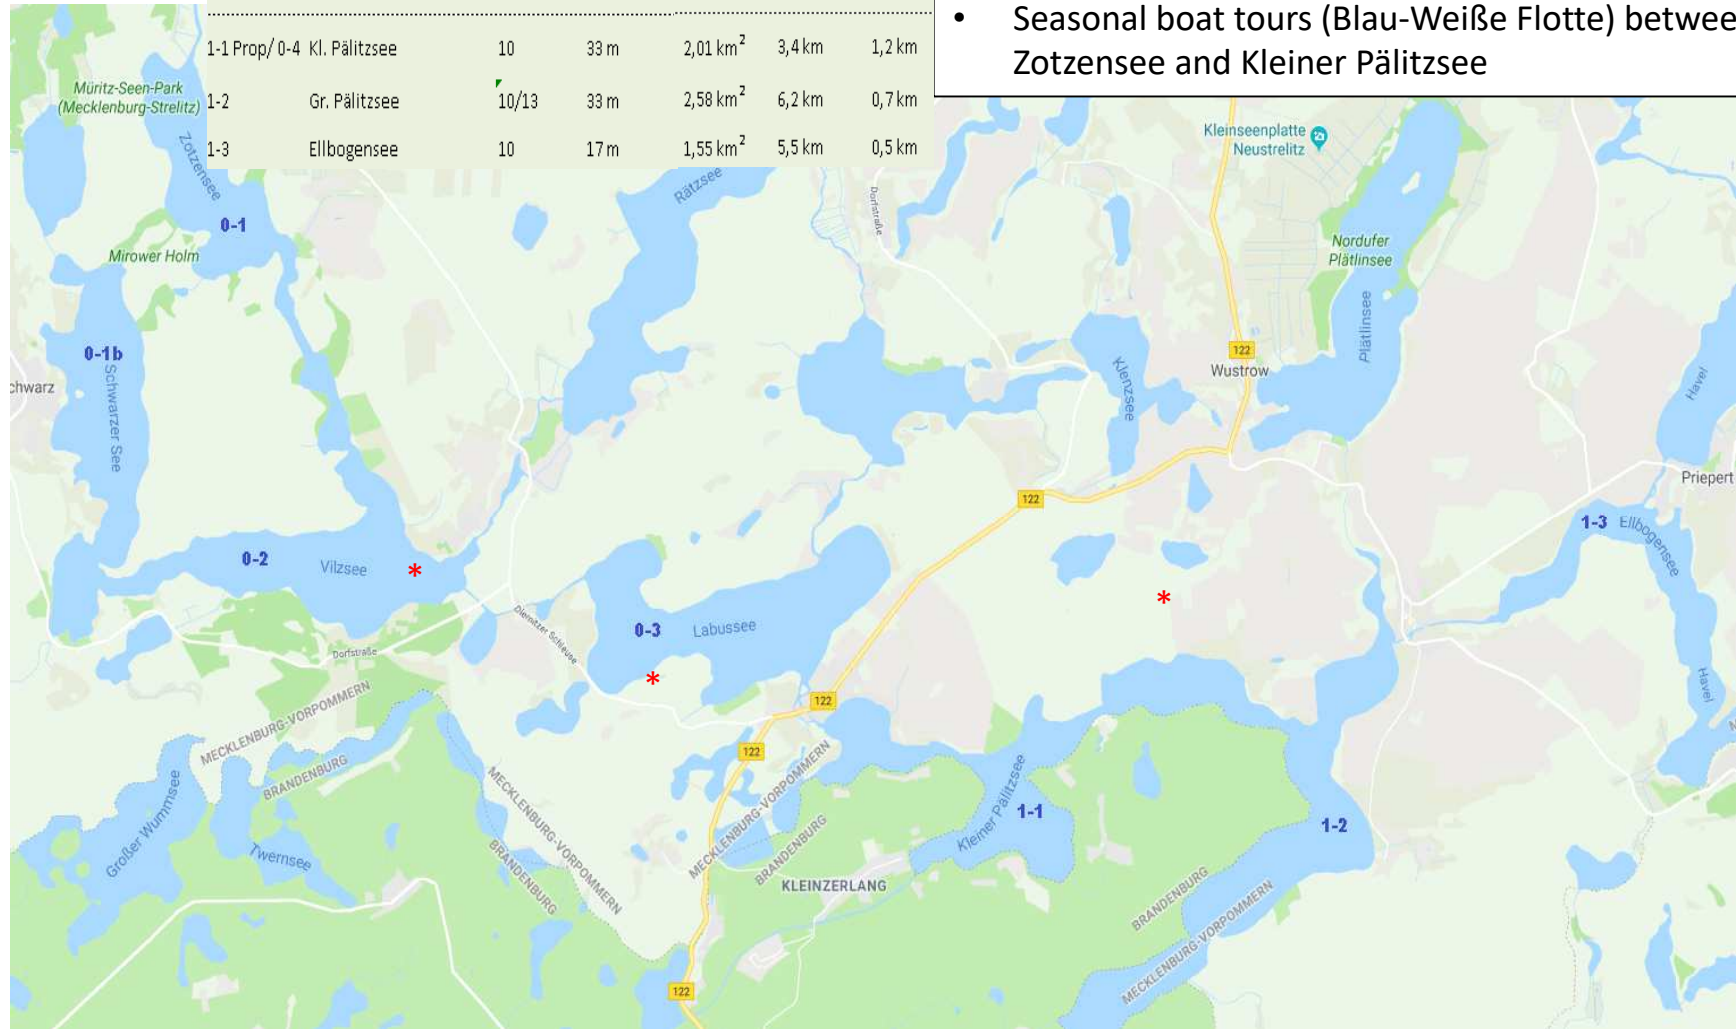 1-1 Prop/ 0-4 Kl. Pälitzsee 10 33 m 2,01 km² 3,4 km 1,2 km
1-2 Gr. Pälitzsee 10/13 33 m 2,58 km² 6,2 km 0,7 km
1-3 Ellbogensee 10 17 m 1,55 km² 5,5 km 0,5 km
• Seasonal boat tours (Blau-Weiße Flotte) betwee
Zotzensee and Kleiner Pälitzsee
Müritz-Seen-Park
(Mecklenburg-Strelitz)
Zotzensee
0-1
Mirower Holm
Rätzsee
Dorfstraße
Kleinseenplatte
Neustrelitz
Nordufer
Plätlinsee
Plätlinsee
0-1b
Schwarzer See
chwarz
Klenzsee
122
Wustrow
Havel
Priepert
122
1-3 Ellbogensee
0-2 Vilzsee *
*
Diemitzer Schleuse
0-3 Labussee
*
Dorfstraße
Havel
122
122
MECKLENBURG-VORPOMMERN
BRANDENBURG
Großer Wummsee
Twernsee
MECKLENBURG-VORPOMMERN
BRANDENBURG
MECKLENBURG-VORPOMMERN
BRANDENBURG
Kleiner Pälitzsee
1-1
1-2
KLEINZERLANG
BRANDENBURG
MECKLENBURG-VORPOMMERN
122